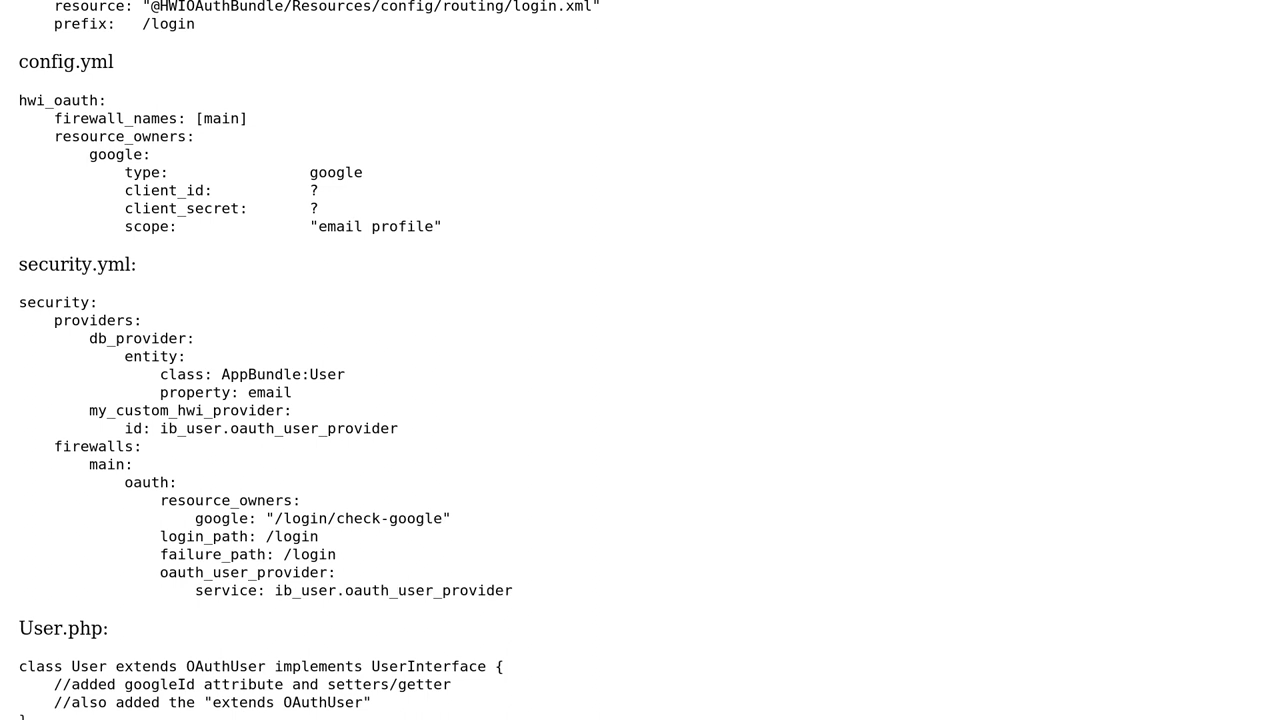 resource: "@HWIOAuthBundle/Resources/config/routing/login.xml"
    prefix:   /login
config.yml
hwi_oauth:
    firewall_names: [main]
    resource_owners:
        google:
            type:                google
            client_id:           ?
            client_secret:       ?
            scope:               "email profile"
security.yml:
security:
    providers:
        db_provider:
            entity:
                class: AppBundle:User
                property: email
        my_custom_hwi_provider:
            id: ib_user.oauth_user_provider
    firewalls:
        main:
            oauth:
                resource_owners:
                    google: "/login/check-google"
                login_path: /login
                failure_path: /login
                oauth_user_provider:
                    service: ib_user.oauth_user_provider
User.php:
class User extends OAuthUser implements UserInterface {
    //added googleId attribute and setters/getter
    //also added the "extends OAuthUser"
}